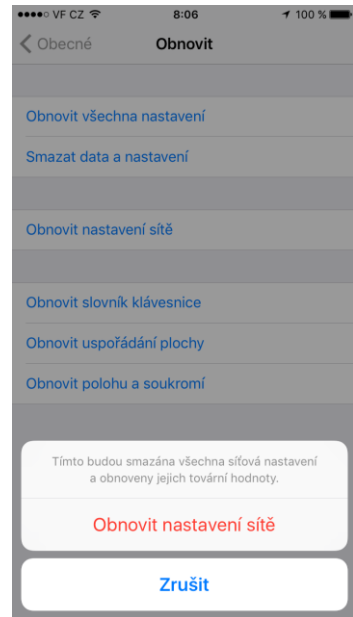 VF CZ 8:06 100 %
Obecné Obnovit
Obnovit všechna nastavení
Smazat data a nastavení
Obnovit nastavení sítě
Obnovit slovník klávesnice
Obnovit uspořádání plochy
Obnovit polohu a soukromí
Tímto budou smazána všechna síťová nastavení
a obnoveny jejich tovární hodnoty.
Obnovit nastavení sítě
Zrušit